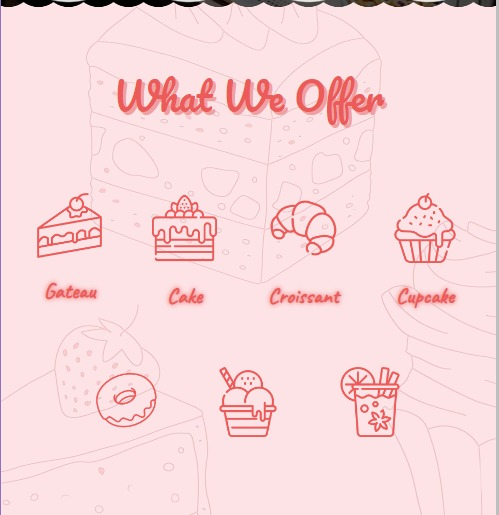 What We Offer
Gateau
Cake
Croissant
Cupcake